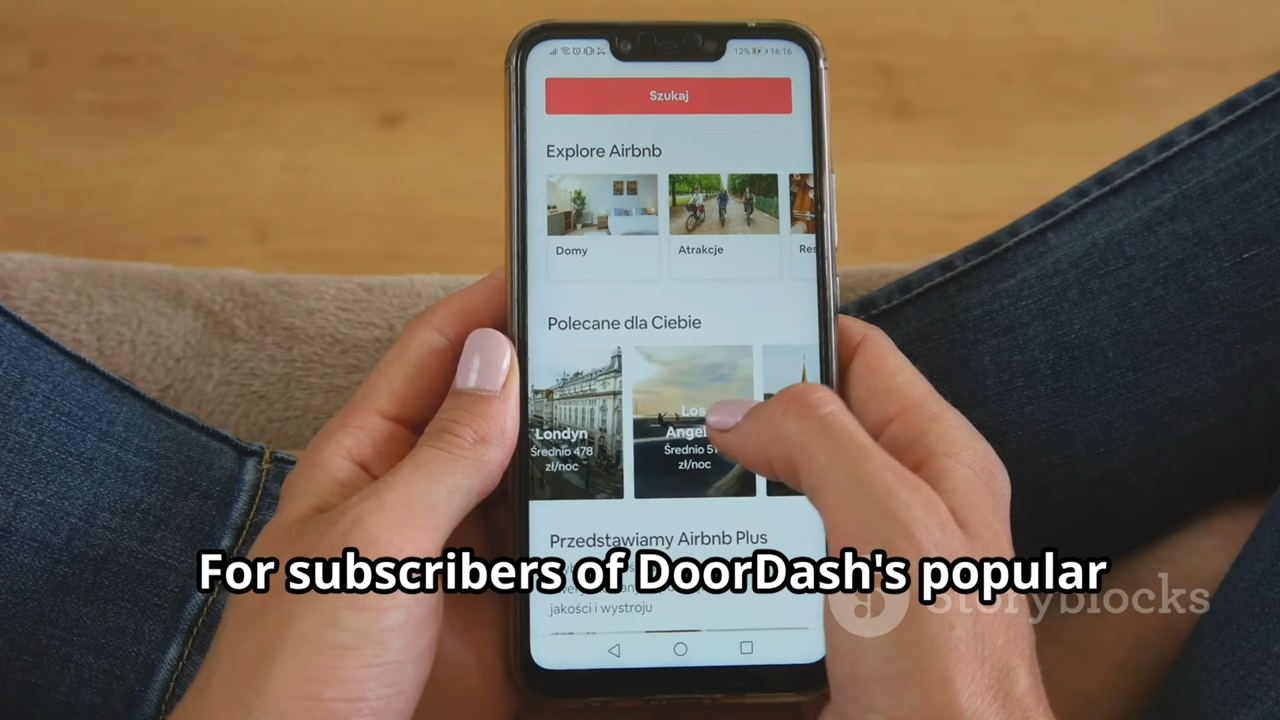 12% 16:16
Szukaj
Explore Airbnb
Domy
Atrakcje
Polecane dla Ciebie
Londyn
Średnio 478
zł/noc
Los
Średnio
zł/noc
Przedstawiamy Airbnb Plus
For subscribers of DoorDash's popular
Storyblocks
jakości i wystroju